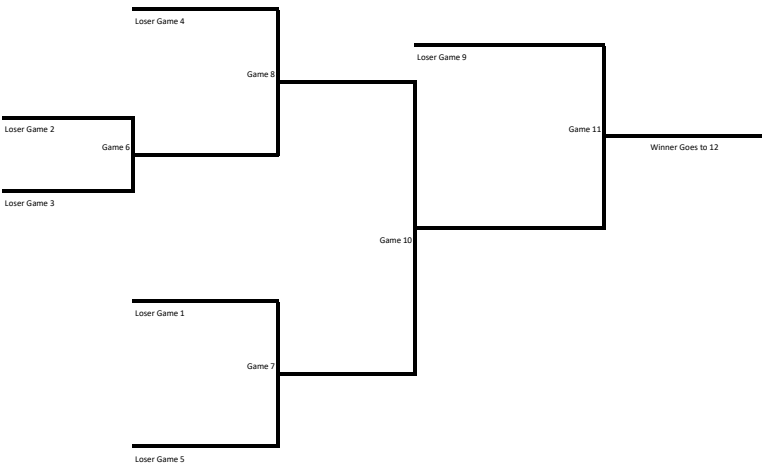 Loser Game 4
Loser Game 9
Game 8
Loser Game 2
Game 11
Game 6
Winner Goes to 12
Loser Game 3
Game 10
Loser Game 1
Game 7
Loser Game 5